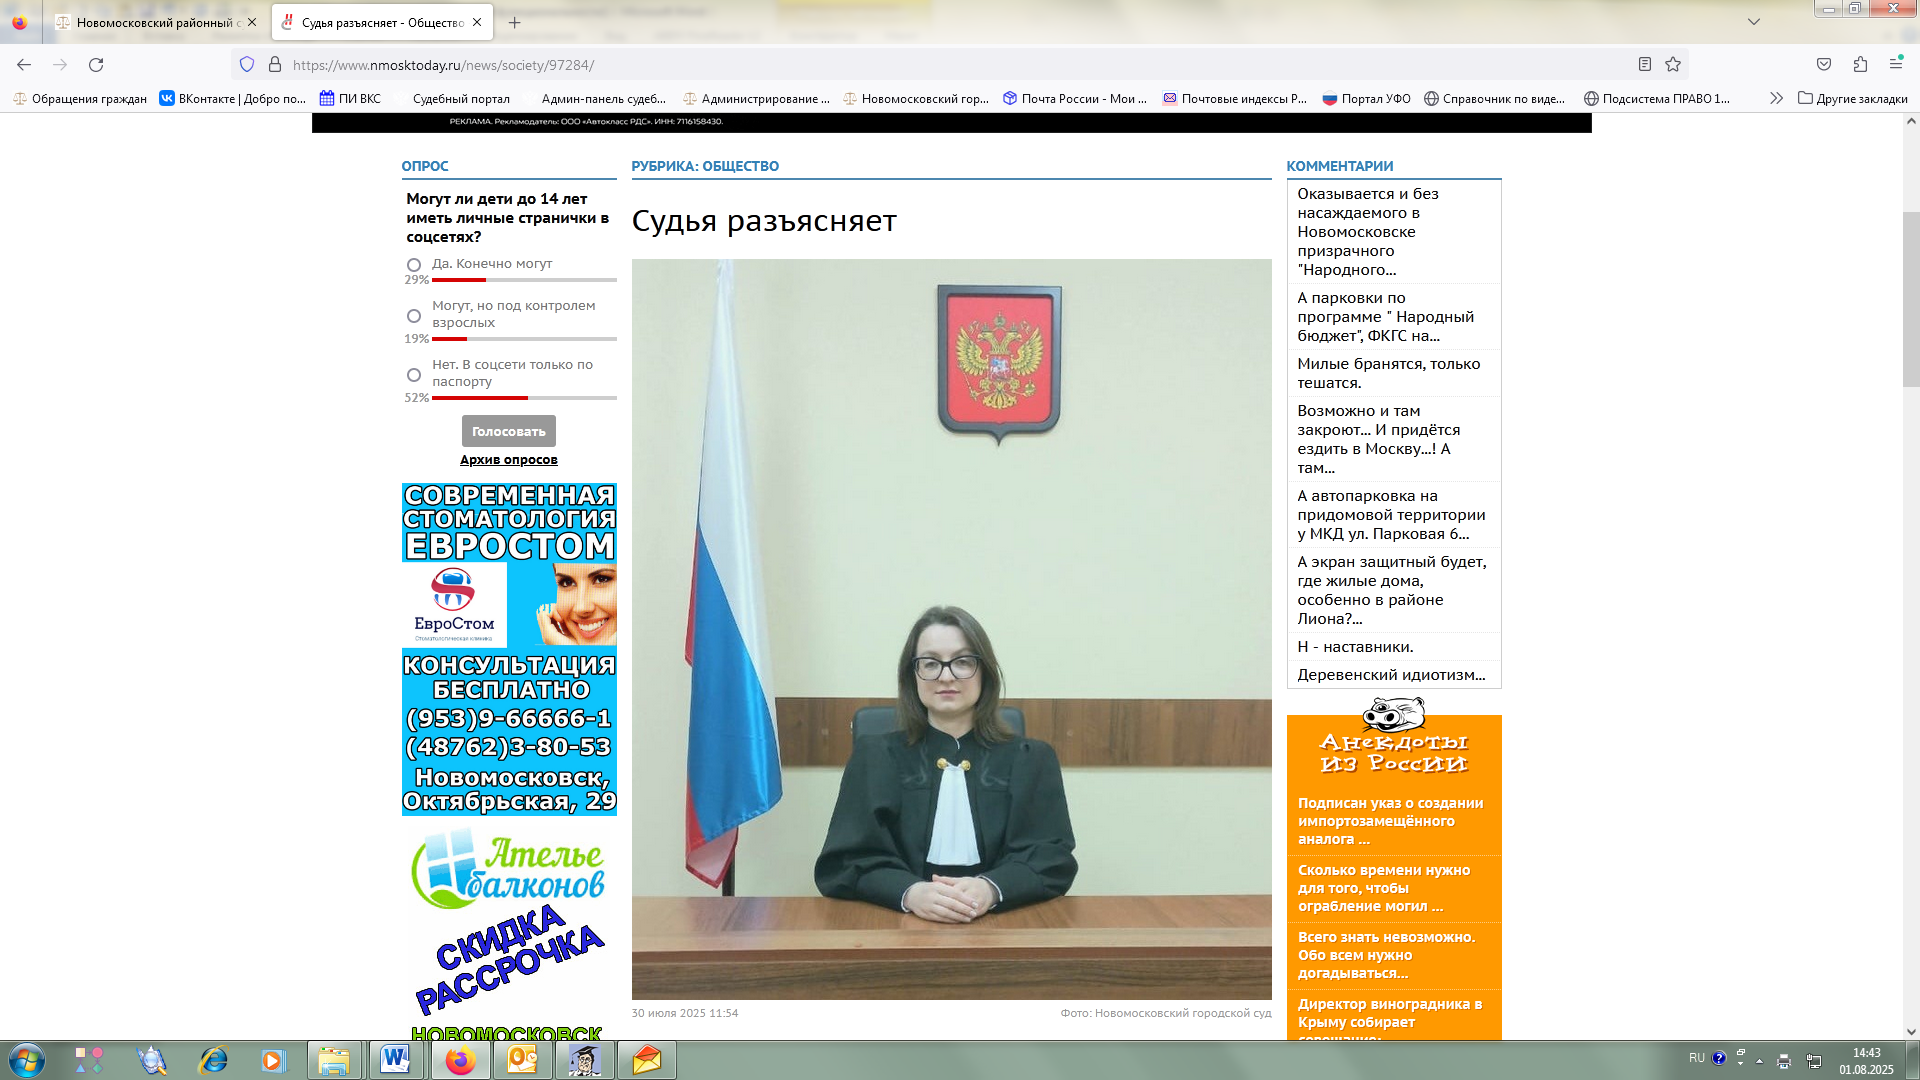 Новомосковский районный с
Судья разъясняет - Общество
https://www.nmosktoday.ru/news/society/97284/
Обращения граждан
ВКонтакте | Добро по...
ПИ ВКС
Судебный портал
Админ-панель судеб...
Администрирование ...
Новомосковский гор...
Почта России - Мои ...
Почтовые индексы Р...
Портал УФО
Справочник по виде...
Подсистема ПРАВО 1...
Другие закладки
РЕКЛАМА. Рекламодатель: ООО «Автокласс РДС». ИНН: 7116158430.
ОПРОС
Могут ли дети до 14 лет
иметь личные странички в
соцсетях?
Да. Конечно могут
29%
Могут, но под контролем
взрослых
19%
Нет. В соцсети только по
паспорту
52%
Голосовать
Архив опросов
СОВРЕМЕННАЯ
СТОМАТОЛОГИЯ
ЕВРОСТОМ
ЕвроСтом
Стоматологическая клиника
КОНСУЛЬТАЦИЯ
БЕСПЛАТНО
(953)9-66666-1
(48762)3-80-53
Новомосковск,
Октябрьская, 29
Ателье
балконов
СКИДКА
РАССРОЧКА
НОВОМОСКОВСК
РУБРИКА: ОБЩЕСТВО
Судья разъясняет
30 июля 2025 11:54
Фото: Новомосковский городской суд
КОММЕНТАРИИ
Оказывается и без
насаждаемого в
Новомосковске
призрачного
"Народного...
А парковки по
программе " Народный
бюджет", ФКГС на...
Милые бранятся, только
тешатся.
Возможно и там
закроют... И придётся
ездить в Москву...! А
там...
А автопарковка на
придомовой территории
у МКД ул. Парковая 6...
А экран защитный будет,
где жилые дома,
особенно в районе
Лиона?...
Н - наставники.
Деревенский идиотизм...
Анекдоты
из России
Подписан указ о создании
импортозамещённого
аналога ...
Сколько времени нужно
для того, чтобы
ограбление могил ...
Всего знать невозможно.
Обо всем нужно
догадываться...
Директор виноградника в
Крыму собирает
совещание:
RU
14:43
01.08.2025